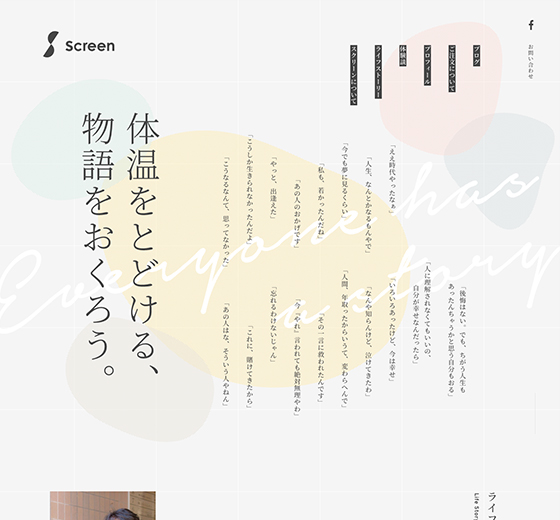 Screen
お問い合わせ
ブログ
ご注文について
プロフィール
体験談
ライフストーリー
スクリーンについて
体温をとどける、
物語をおくろう。
Everyone has
a story
「ええ時代やったなぁ」
「人生、なんとかなるもんやで」
「今でも夢に見るくらい」
「私も、若かったんだね」
「あの人のおかげです」
「やっと、出逢えた」
「こうしか生きられなかったんだよ」
「こうなるなんて、思ってなかった」
「後悔はない。でも、ちがう人生も
あったんちゃうかと思う自分もおる」
「人に理解されなくてもいいの、
自分が幸せなんだったら」
「いろいろあったけど、今は幸せ」
「なんや知らんけど、泣けてきたわ」
「人間、年取ったからいうて、変わらへんで」
「その一言に救われたんです」
「今、やれ』言われても絶対無理やわ」
「忘れるわけないじゃん」
「これに、賭けてきたから」
「あの人はな、そういう人やねん」
ライフ
Life Stor